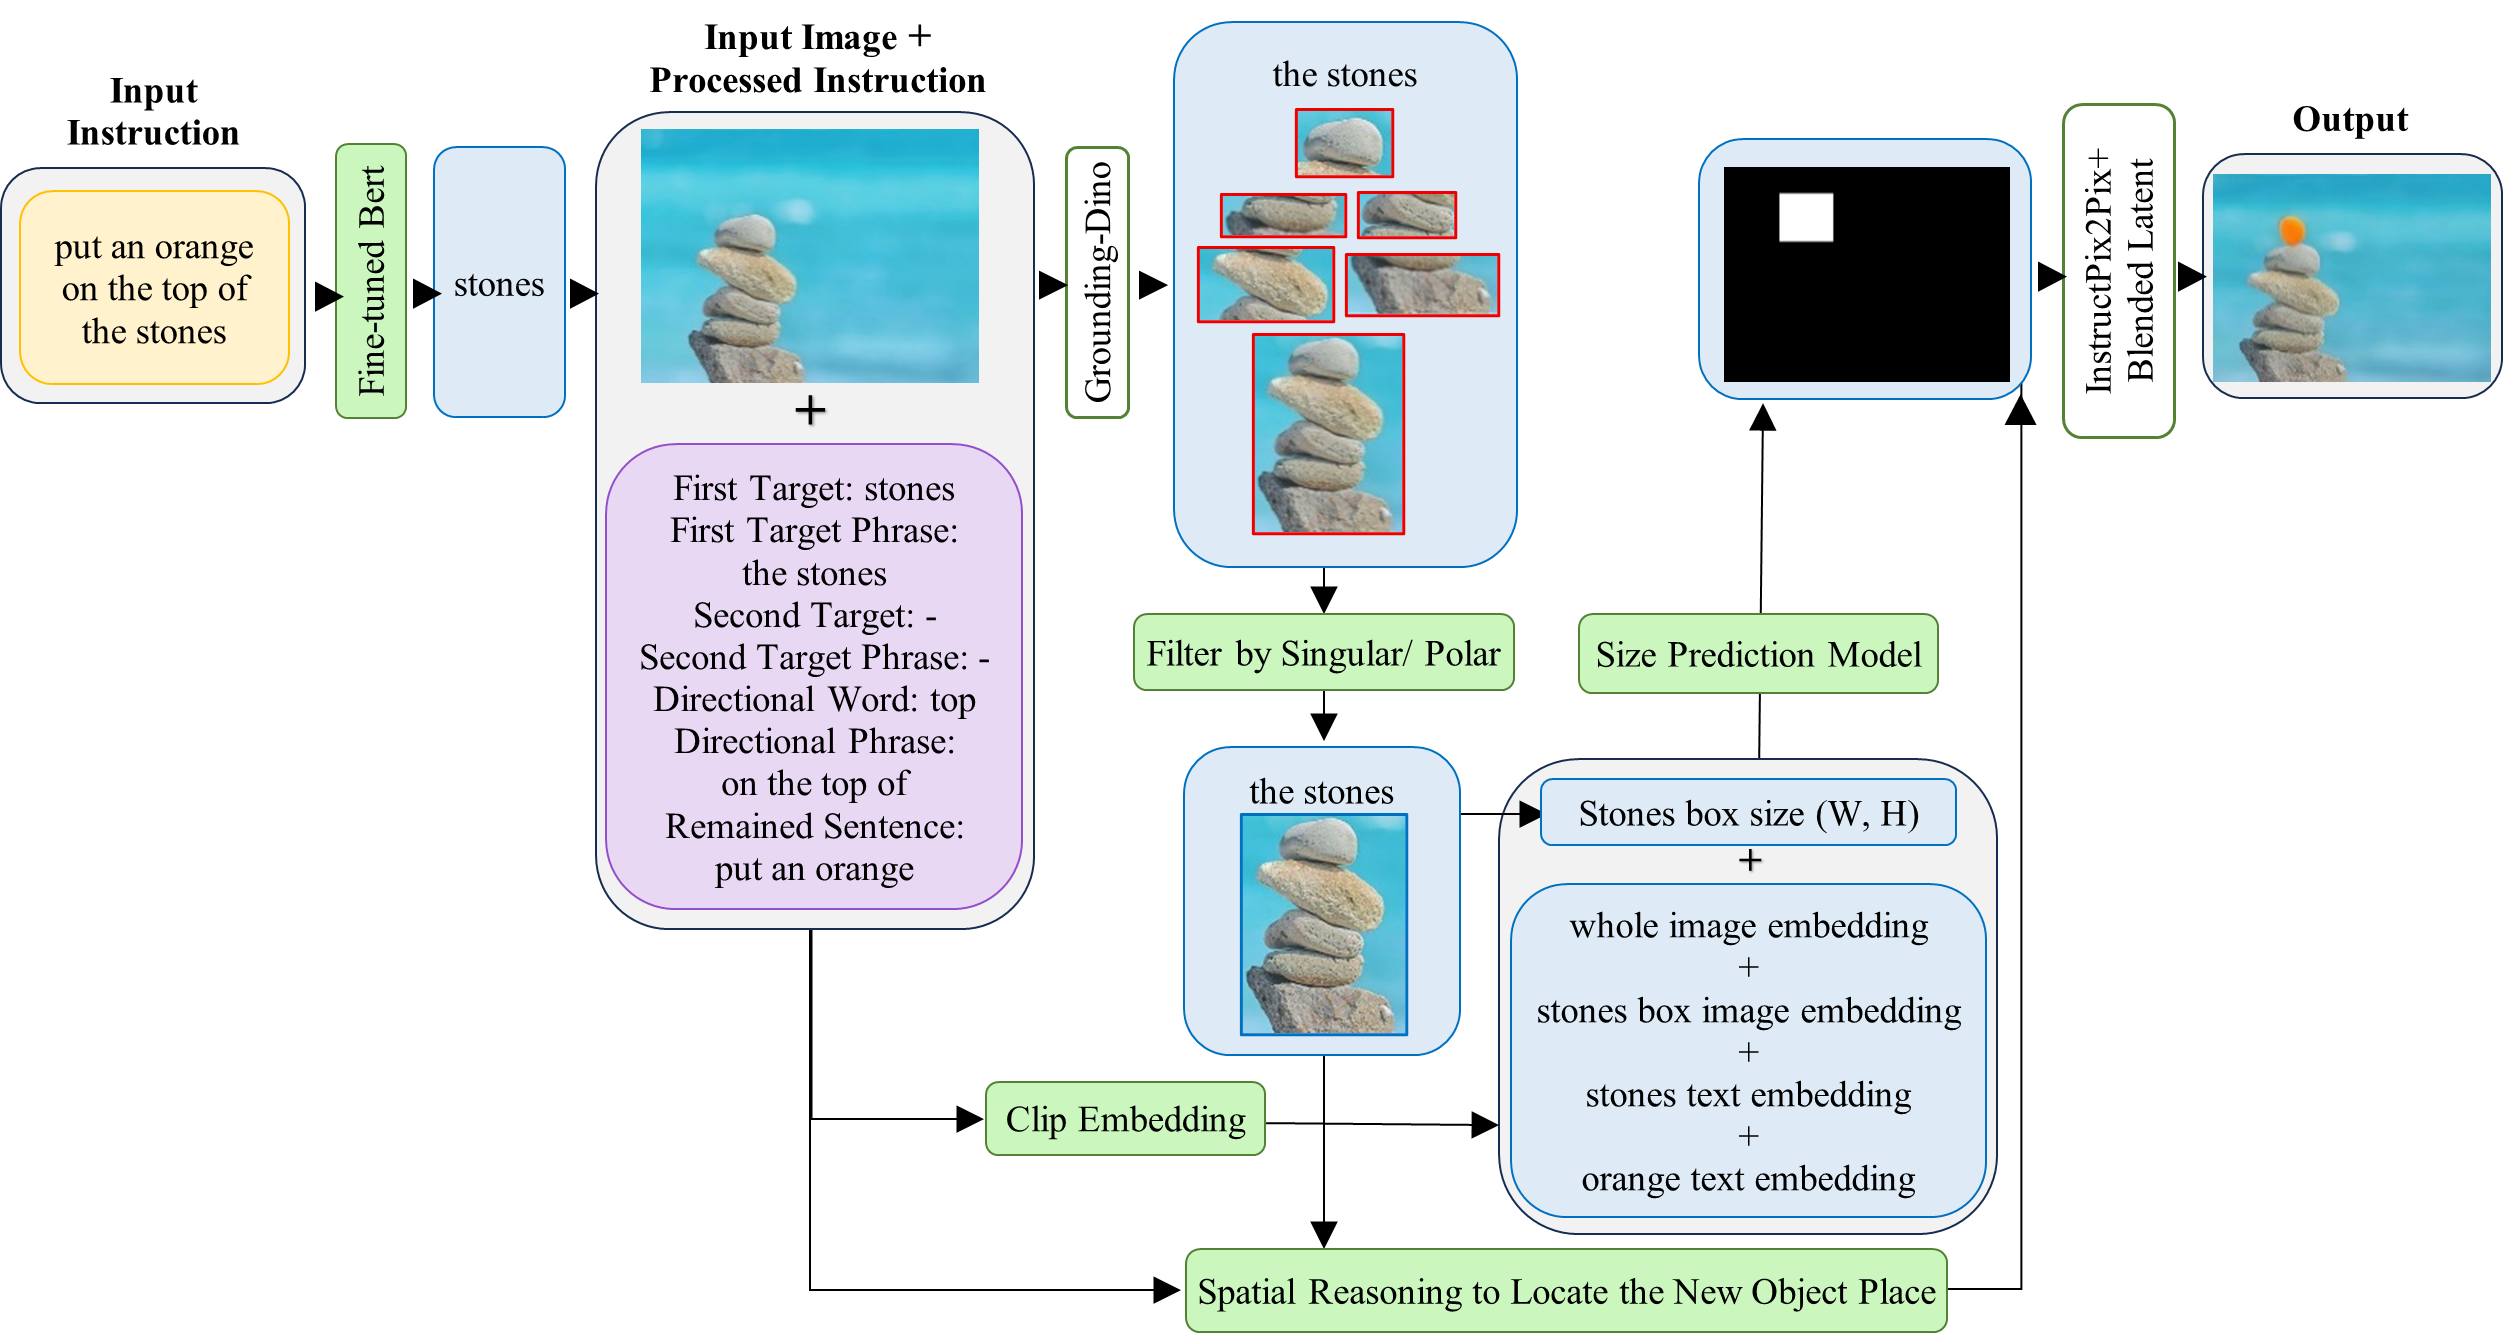 Input
Instruction
put an orange
on the top of
the stones
Fine-tuned Bert
stones
Input Image +
Processed Instruction
+
First Target: stones
First Target Phrase:
the stones
Second Target: -
Second Target Phrase: -
Directional Word: top
Directional Phrase:
on the top of
Remained Sentence:
put an orange
Grounding-Dino
the stones
Filter by Singular/ Polar
the stones
Clip Embedding
Size Prediction Model
Stones box size (W, H)
+
whole image embedding
+
stones box image embedding
+
stones text embedding
+
orange text embedding
Spatial Reasoning to Locate the New Object Place
InstructPix2Pix+
Blended Latent
Output